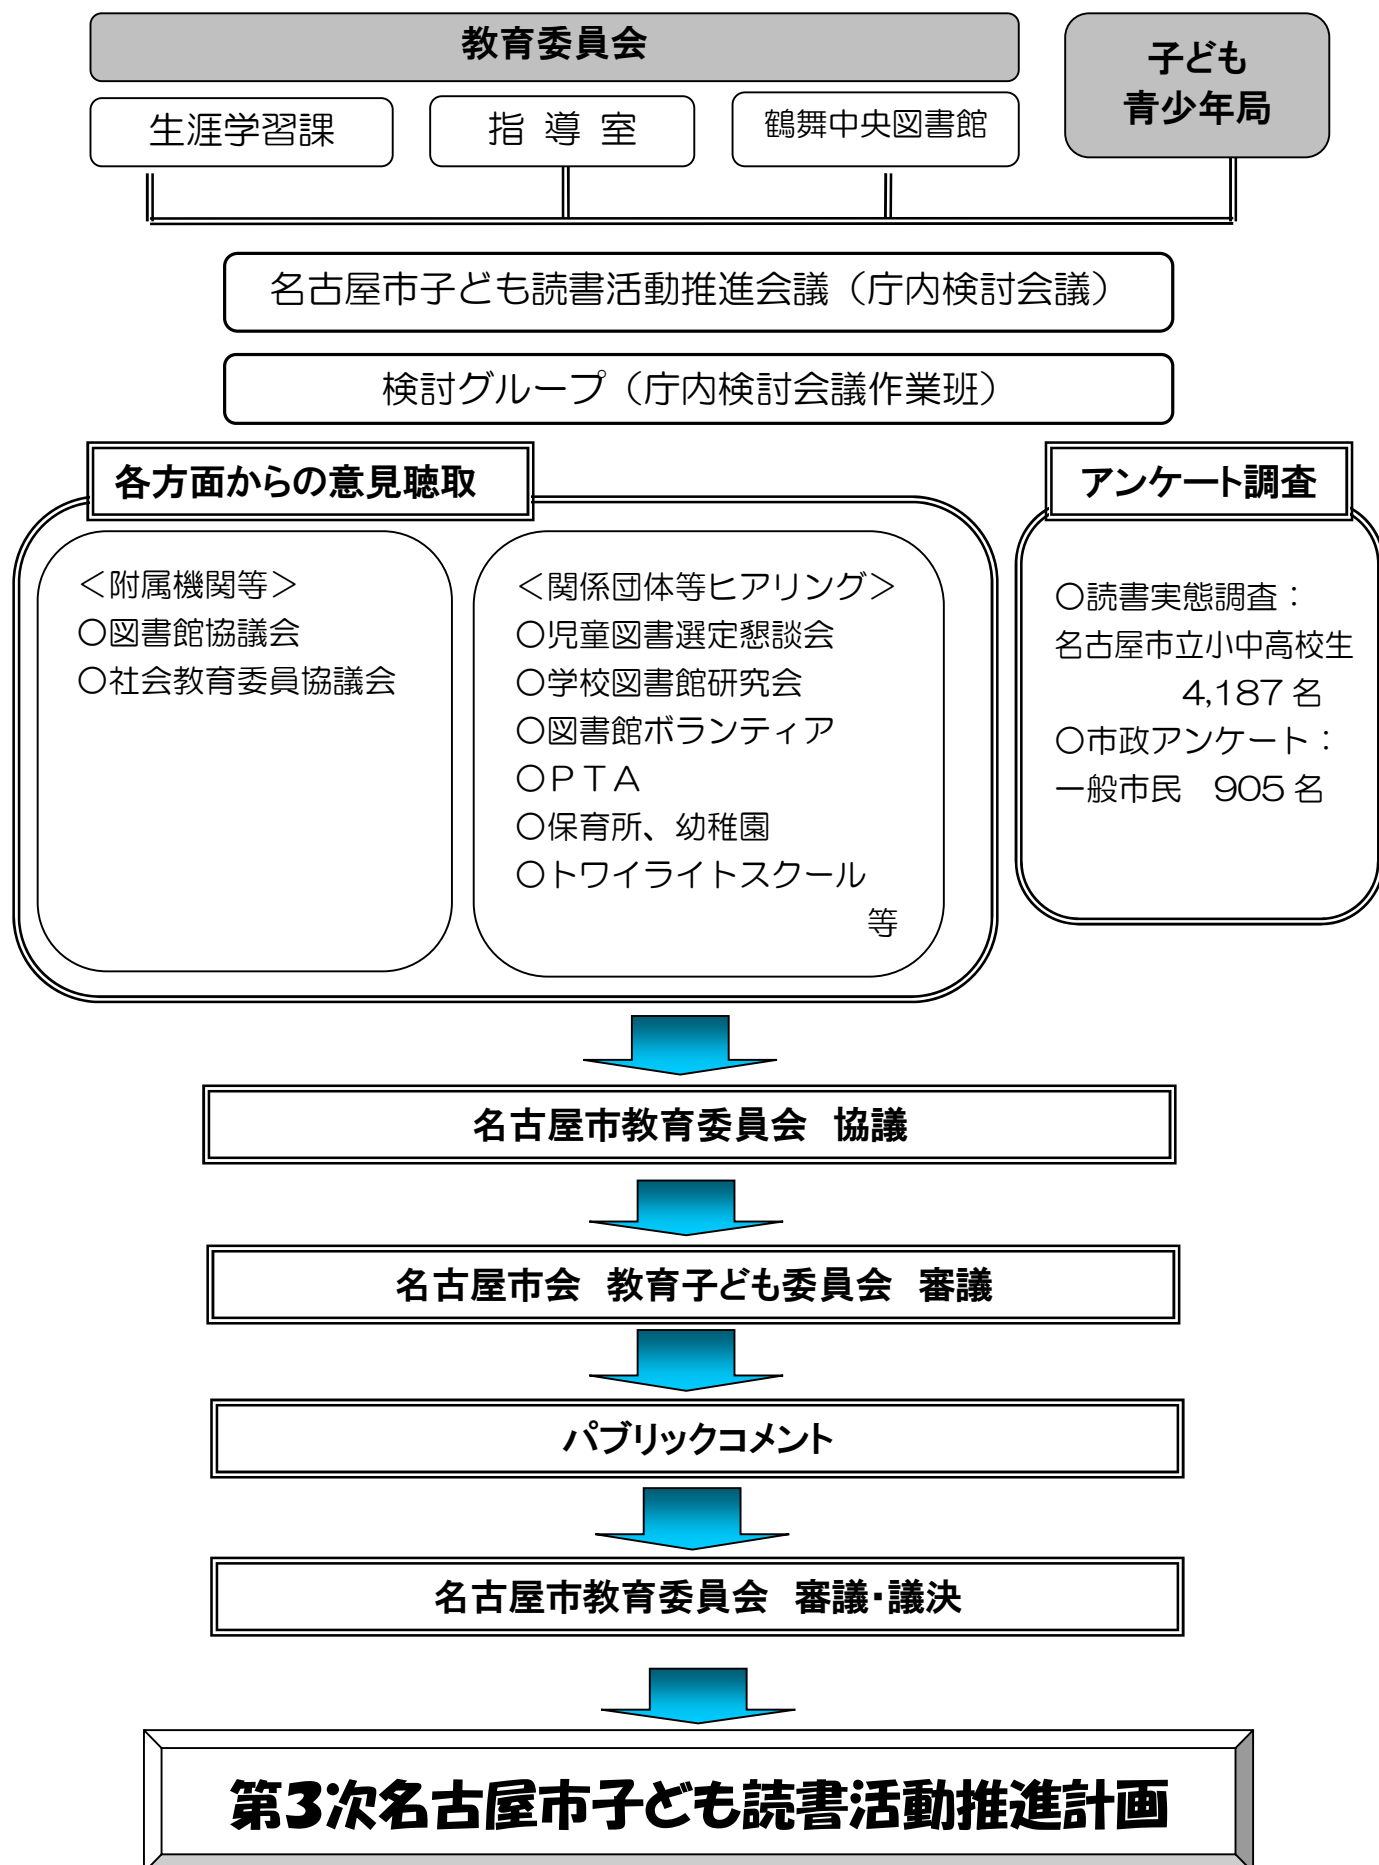 教育委員会
子ども
青少年局
生涯学習課
指 導 室
鶴舞中央図書館
名古屋市子ども読書活動推進会議（庁内検討会議）
検討グループ（庁内検討会議作業班）
各方面からの意見聴取
＜附属機関等＞
○図書館協議会
○社会教育委員協議会
＜関係団体等ヒアリング＞
○児童図書選定懇談会
○学校図書館研究会
○図書館ボランティア
○ＰＴＡ
○保育所、幼稚園
○トワイライトスクール
等
アンケート調査
○読書実態調査：
名古屋市立小中高校生
4,187 名
○市政アンケート：
一般市民　905 名
名古屋市教育委員会　協議
名古屋市会　教育子ども委員会　審議
パブリックコメント
名古屋市教育委員会　審議・議決
第3次名古屋市子ども読書活動推進計画